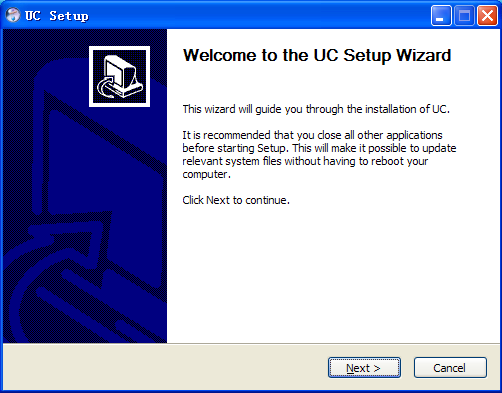 UC Setup
Welcome to the UC Setup Wizard
This wizard will guide you through the installation of UC.
It is recommended that you close all other applications
before starting Setup. This will make it possible to update
relevant system files without having to reboot your
computer.
Click Next to continue.
Next >
Cancel